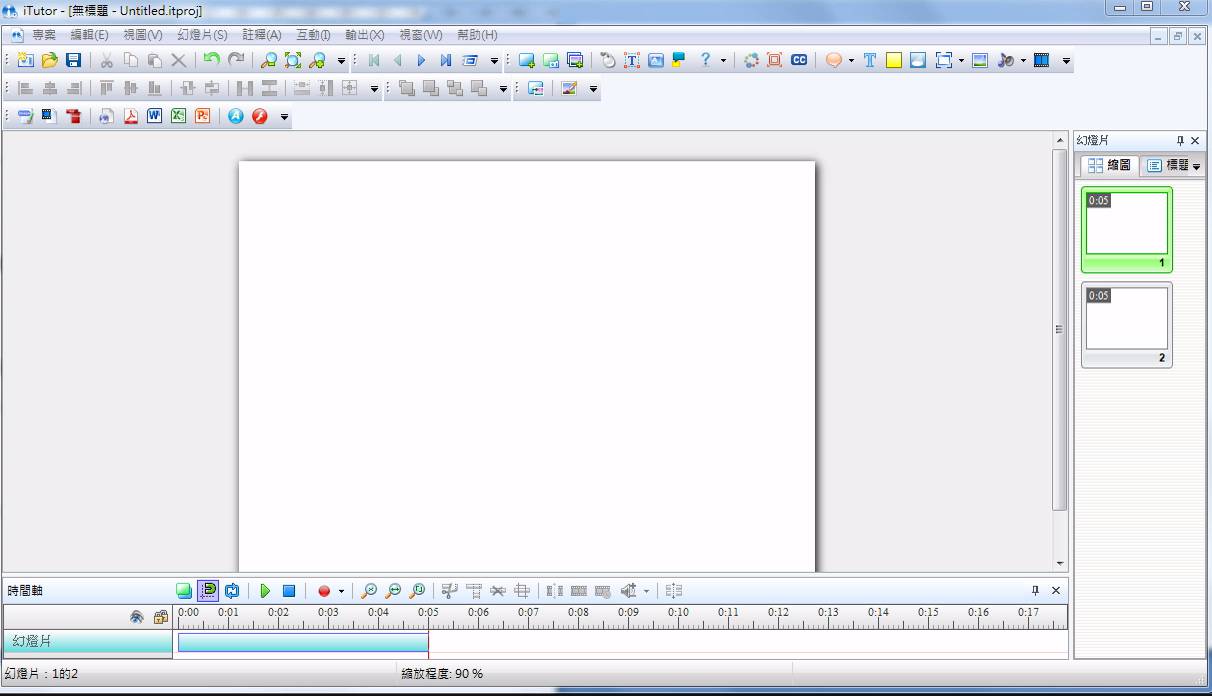 iTutor - [無標題 - Untitled.itproj]
專案 編輯(E) 視圖(V) 幻燈片(S) 註釋(A) 互動(I) 輸出(X) 視窗(W) 幫助(H)
幻燈片
縮圖 標題
0:05
1
0:05
2
時間軸
0:00 0:01 0:02 0:03 0:04 0:05 0:06 0:07 0:08 0:09 0:10 0:11 0:12 0:13 0:14 0:15 0:16 0:17
幻燈片
幻燈片：1的2 縮放程度: 90 %